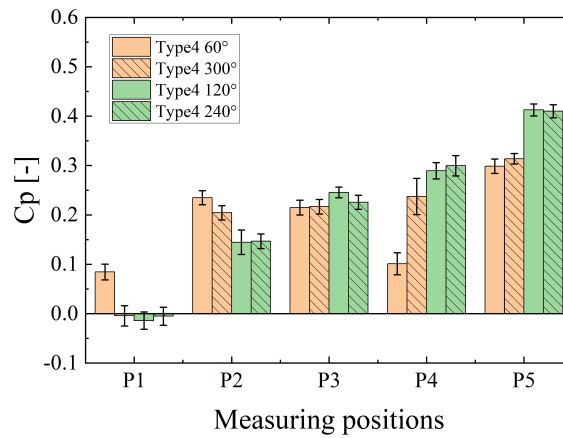 0.6
0.5
0.4
0.3
0.2
0.1
0.0
-0.1
Cp [-]
Type4 60°
Type4 300°
Type4 120°
Type4 240°
P1 P2 P3 P4 P5
Measuring positions